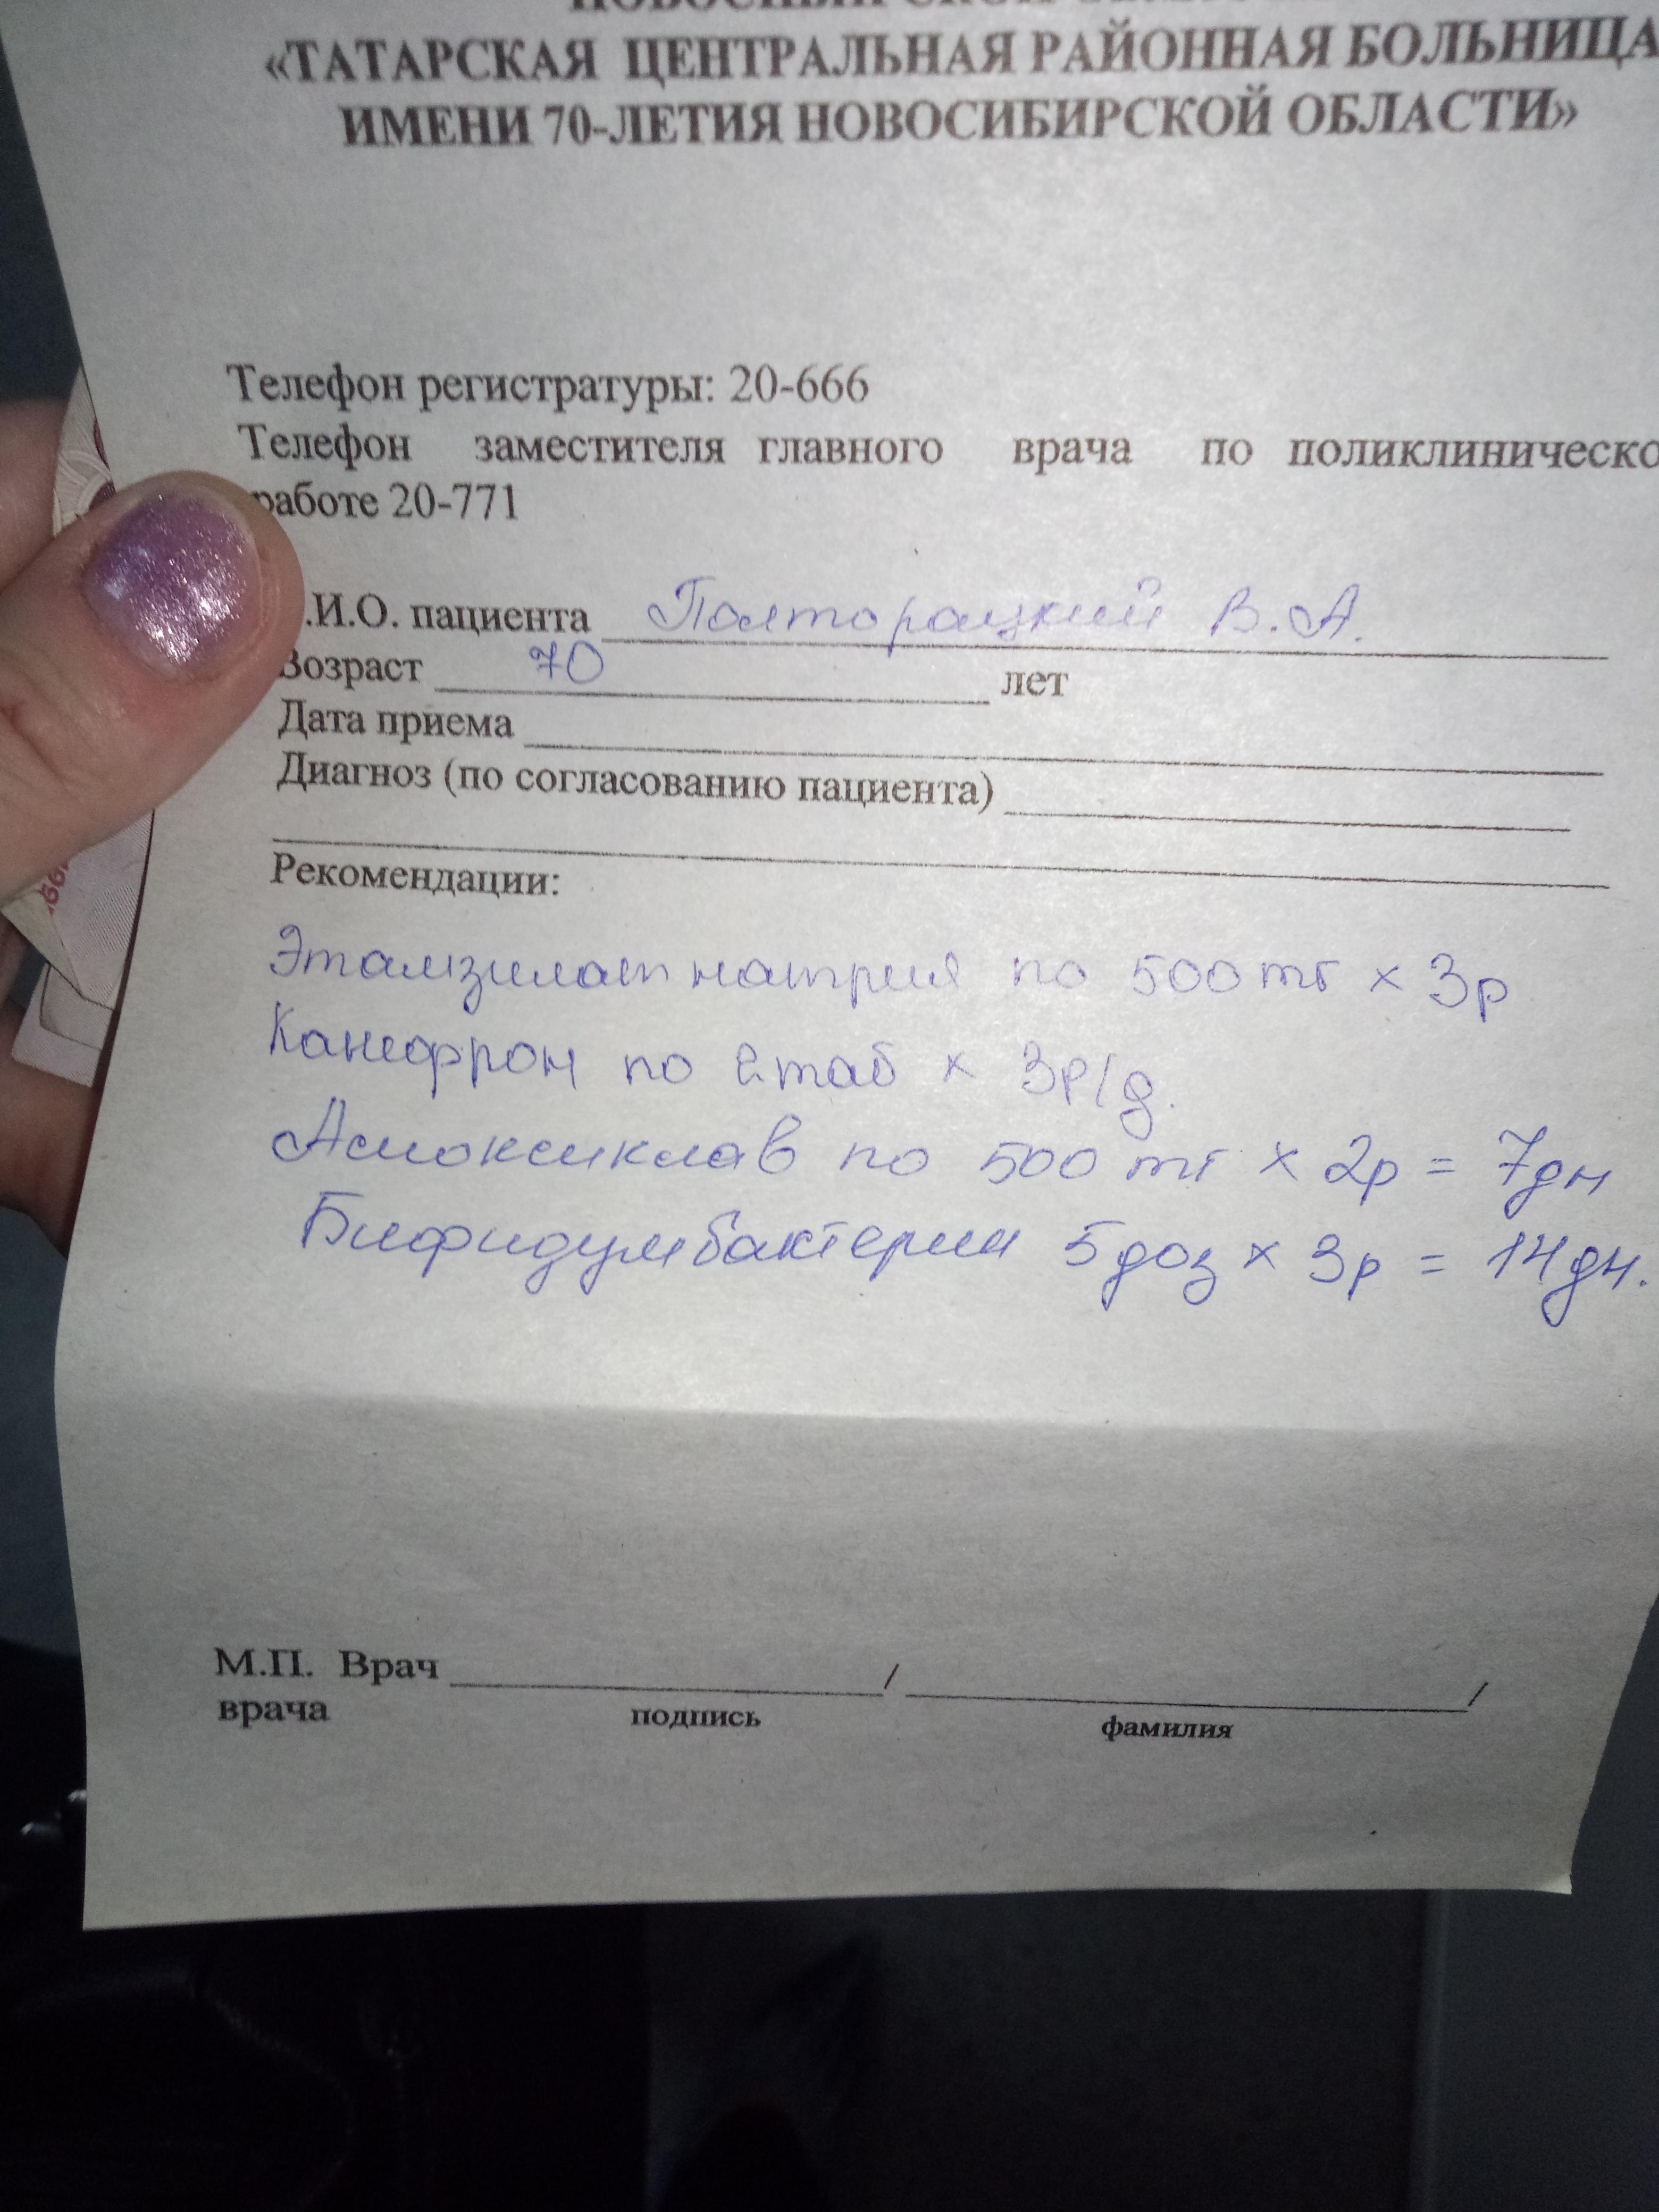 «ТАТАРСКАЯ ЦЕНТРАЛЬНАЯ РАЙОННАЯ БОЛЬНИЦА
ИМЕНИ 70-ЛЕТИЯ НОВОСИБИРСКОЙ ОБЛАСТИ»
Телефон регистратуры: 20-666
Телефон заместителя главного врача по поликлиническо
работе 20-771
.И.О. пациента Полторацкий В.А.
Возраст 70 лет
Дата приема
Диагноз (по согласованию пациента)
Рекомендации:
Этамзилат натрия по 500 мг х 3р
Канефрон по 2 таб х 3р/д.
Амоксиклав по 500 мг х 2р = 7дн
Бифидумбактерин 5доз х 3р = 14дн.
М.П. Врач / /
врача подпись фамилия